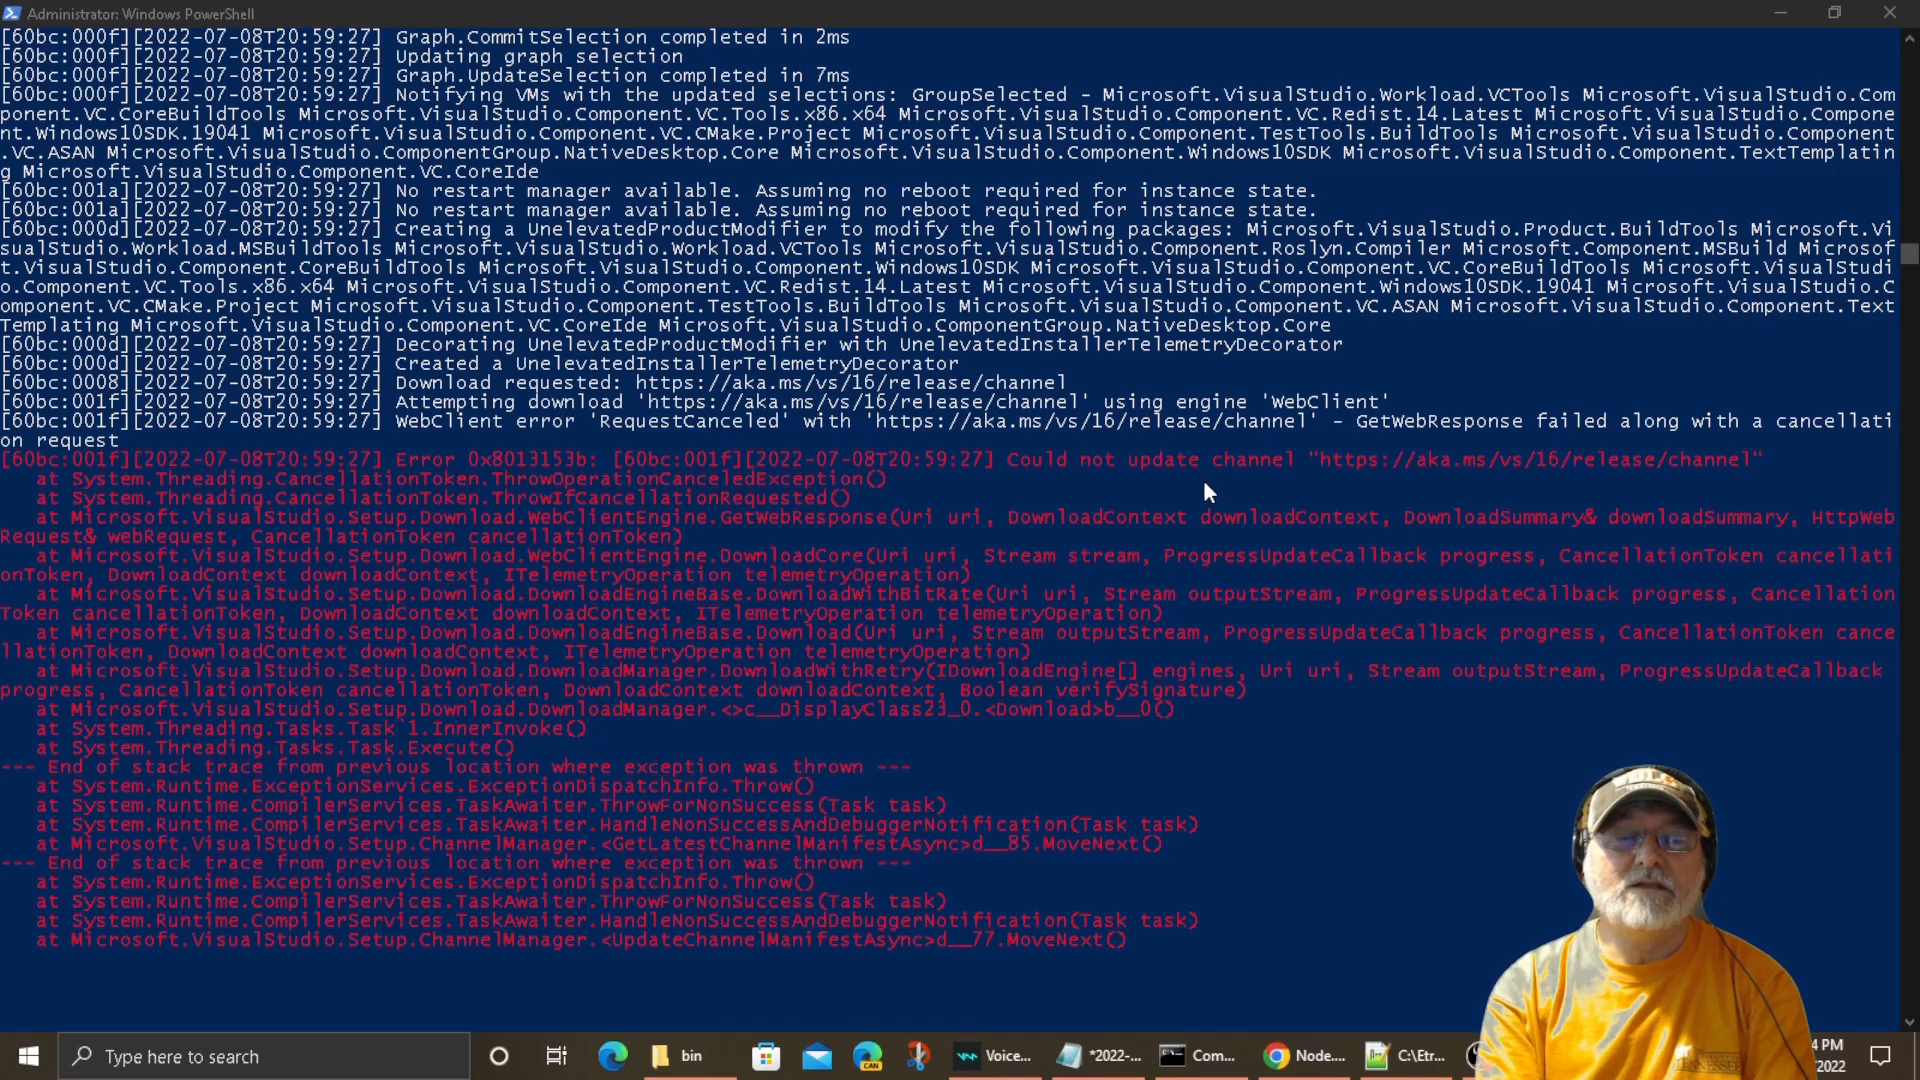 Administrator: Windows PowerShell
[60bc:000f][2022-07-08T20:59:27] Graph.CommitSelection completed in 2ms
[60bc:000f][2022-07-08T20:59:27] Updating graph selection
[60bc:000f][2022-07-08T20:59:27] Graph.UpdateSelection completed in 7ms
[60bc:000f][2022-07-08T20:59:27] Notifying VMs with the updated selections: GroupSelected - Microsoft.VisualStudio.Workload.VCTools Microsoft.VisualStudio.Com
ponent.VC.CoreBuildTools Microsoft.VisualStudio.Component.VC.Tools.x86.x64 Microsoft.VisualStudio.Component.VC.Redist.14.Latest Microsoft.VisualStudio.Compone
nt.Windows10SDK.19041 Microsoft.VisualStudio.Component.VC.CMake.Project Microsoft.VisualStudio.Component.TestTools.BuildTools Microsoft.VisualStudio.Component
.VC.ASAN Microsoft.VisualStudio.ComponentGroup.NativeDesktop.Core Microsoft.VisualStudio.Component.Windows10SDK Microsoft.VisualStudio.Component.TextTemplatin
g Microsoft.VisualStudio.Component.VC.CoreIde
[60bc:001a][2022-07-08T20:59:27] No restart manager available. Assuming no reboot required for instance state.
[60bc:001a][2022-07-08T20:59:27] No restart manager available. Assuming no reboot required for instance state.
[60bc:000d][2022-07-08T20:59:27] Creating a UnelevatedProductModifier to modify the following packages: Microsoft.VisualStudio.Product.BuildTools Microsoft.Vi
sualStudio.Workload.MSBuildTools Microsoft.VisualStudio.Workload.VCTools Microsoft.VisualStudio.Component.Roslyn.Compiler Microsoft.Component.MSBuild Microsof
t.VisualStudio.Component.CoreBuildTools Microsoft.VisualStudio.Component.Windows10SDK Microsoft.VisualStudio.Component.VC.CoreBuildTools Microsoft.VisualStudi
o.Component.VC.Tools.x86.x64 Microsoft.VisualStudio.Component.VC.Redist.14.Latest Microsoft.VisualStudio.Component.Windows10SDK.19041 Microsoft.VisualStudio.C
omponent.VC.CMake.Project Microsoft.VisualStudio.Component.TestTools.BuildTools Microsoft.VisualStudio.Component.VC.ASAN Microsoft.VisualStudio.Component.Text
Templating Microsoft.VisualStudio.Component.VC.CoreIde Microsoft.VisualStudio.ComponentGroup.NativeDesktop.Core
[60bc:000d][2022-07-08T20:59:27] Decorating UnelevatedProductModifier with UnelevatedInstallerTelemetryDecorator
[60bc:000d][2022-07-08T20:59:27] Created a UnelevatedInstallerTelemetryDecorator
[60bc:0008][2022-07-08T20:59:27] Download requested: https://aka.ms/vs/16/release/channel
[60bc:001f][2022-07-08T20:59:27] Attempting download 'https://aka.ms/vs/16/release/channel' using engine 'WebClient'
[60bc:001f][2022-07-08T20:59:27] WebClient error 'RequestCanceled' with 'https://aka.ms/vs/16/release/channel' - GetWebResponse failed along with a cancellati
on request
[60bc:001f][2022-07-08T20:59:27] Error 0x8013153b: [60bc:001f][2022-07-08T20:59:27] Could not update channel "https://aka.ms/vs/16/release/channel"
at System.Threading.CancellationToken.ThrowOperationCanceledException()
at System.Threading.CancellationToken.ThrowIfCancellationRequested()
at Microsoft.VisualStudio.Setup.Download.WebClientEngine.GetWebResponse(Uri uri, DownloadContext downloadContext, DownloadSummary& downloadSummary, HttpWeb
Request& webRequest, CancellationToken cancellationToken)
at Microsoft.VisualStudio.Setup.Download.WebClientEngine.DownloadCore(Uri uri, Stream stream, ProgressUpdateCallback progress, CancellationToken cancellati
onToken, DownloadContext downloadContext, ITelemetryOperation telemetryOperation)
at Microsoft.VisualStudio.Setup.Download.DownloadEngineBase.DownloadWithBitRate(Uri uri, Stream outputStream, ProgressUpdateCallback progress, Cancellation
Token cancellationToken, DownloadContext downloadContext, ITelemetryOperation telemetryOperation)
at Microsoft.VisualStudio.Setup.Download.DownloadEngineBase.Download(Uri uri, Stream outputStream, ProgressUpdateCallback progress, CancellationToken cance
llationToken, DownloadContext downloadContext, ITelemetryOperation telemetryOperation)
at Microsoft.VisualStudio.Setup.Download.DownloadManager.DownloadWithRetry(IDownloadEngine[] engines, Uri uri, Stream outputStream, ProgressUpdateCallback
progress, CancellationToken cancellationToken, DownloadContext downloadContext, Boolean verifySignature)
at Microsoft.VisualStudio.Setup.Download.DownloadManager.<>c__DisplayClass23_0.<Download>b__0()
at System.Threading.Tasks.Task`1.InnerInvoke()
at System.Threading.Tasks.Task.Execute()
--- End of stack trace from previous location where exception was thrown ---
at System.Runtime.ExceptionServices.ExceptionDispatchInfo.Throw()
at System.Runtime.CompilerServices.TaskAwaiter.ThrowForNonSuccess(Task task)
at System.Runtime.CompilerServices.TaskAwaiter.HandleNonSuccessAndDebuggerNotification(Task task)
at Microsoft.VisualStudio.Setup.ChannelManager.<GetLatestChannelManifestAsync>d__85.MoveNext()
--- End of stack trace from previous location where exception was thrown ---
at System.Runtime.ExceptionServices.ExceptionDispatchInfo.Throw()
at System.Runtime.CompilerServices.TaskAwaiter.ThrowForNonSuccess(Task task)
at System.Runtime.CompilerServices.TaskAwaiter.HandleNonSuccessAndDebuggerNotification(Task task)
at Microsoft.VisualStudio.Setup.ChannelManager.<UpdateChannelManifestAsync>d__77.MoveNext()
Type here to search
bin
CAN
Voice...
*2022-...
Com...
Node....
C:\Etr...
4 PM
/2022